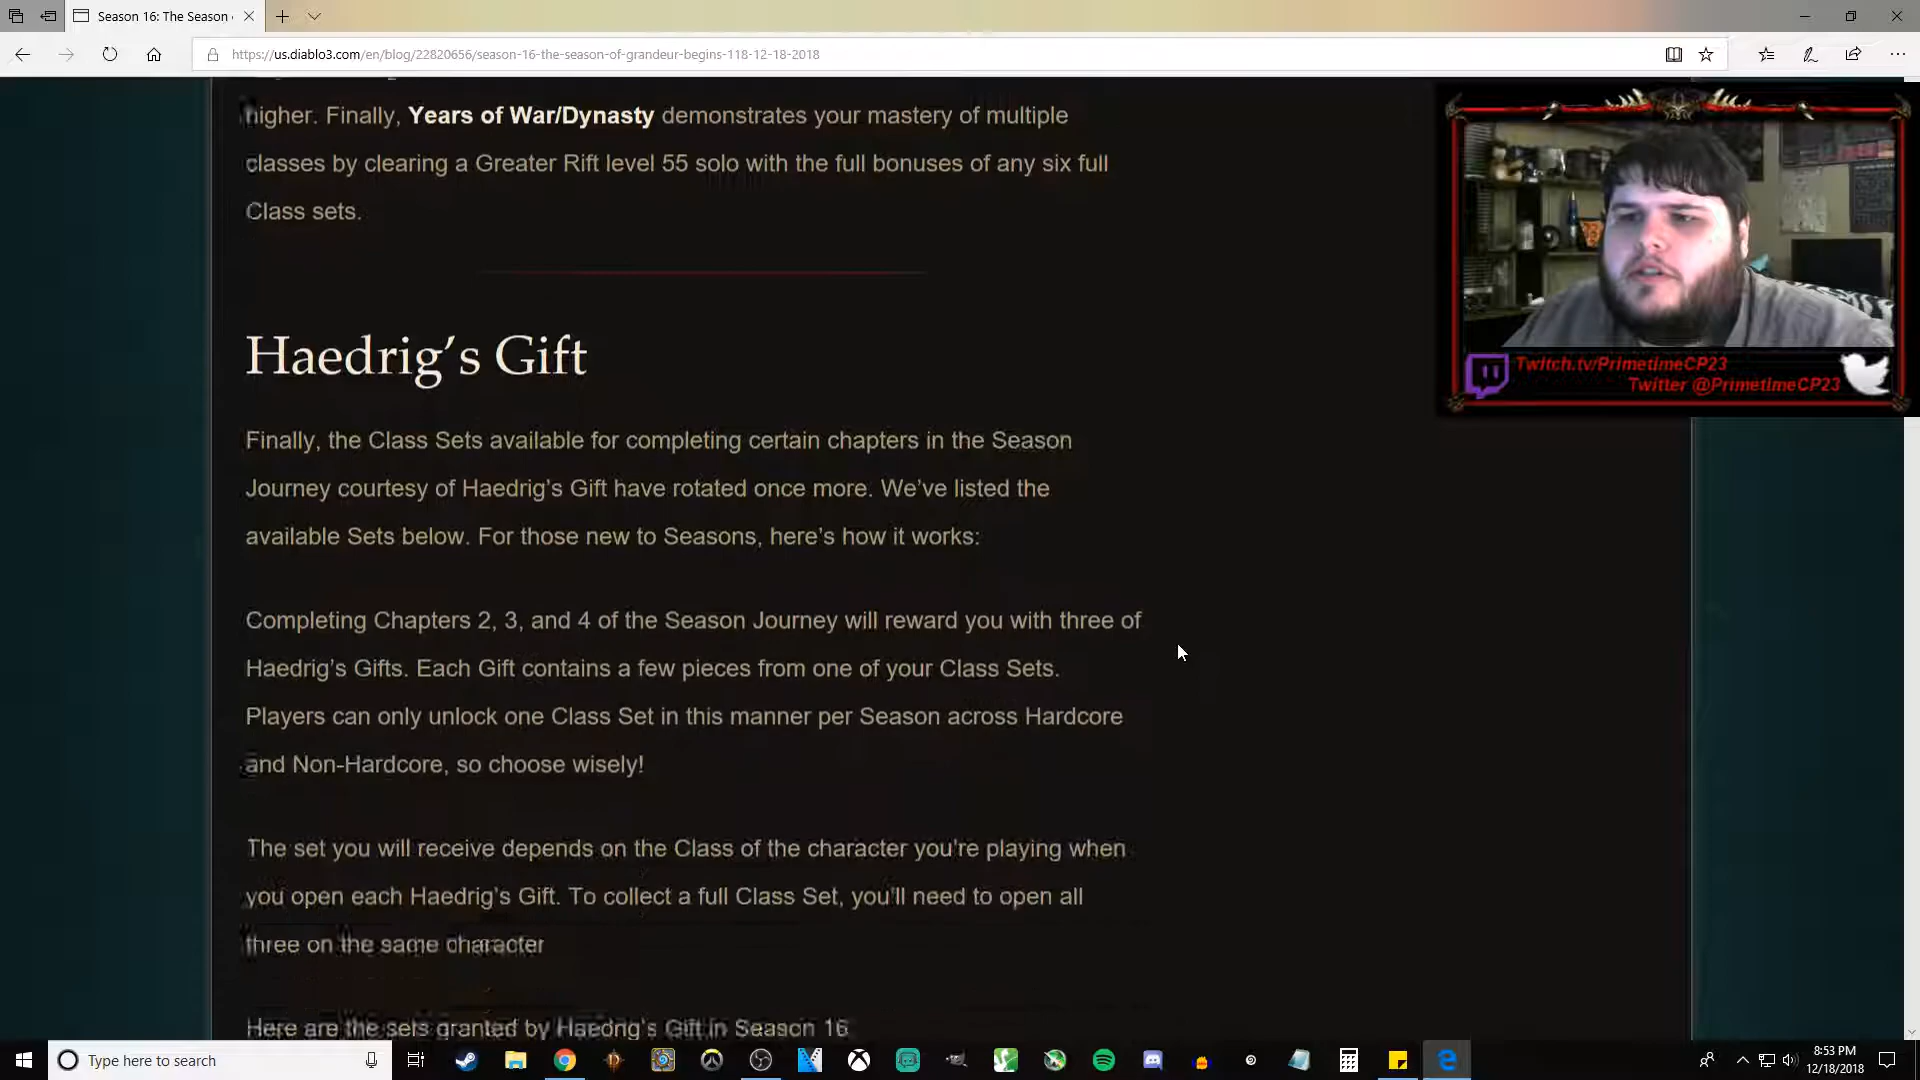 Season 16: The Season
https://us.diablo3.com/en/blog/22820656/season-16-the-season-of-grandeur-begins-118-12-18-2018
higher. Finally, Years of War/Dynasty demonstrates your mastery of multiple
classes by clearing a Greater Rift level 55 solo with the full bonuses of any six full
Class sets.
Twitch.tv/PrimetimeCP23
Twitter @PrimetimeCP23
Haedrig’s Gift
Finally, the Class Sets available for completing certain chapters in the Season
Journey courtesy of Haedrig’s Gift have rotated once more. We’ve listed the
available Sets below. For those new to Seasons, here’s how it works:
Completing Chapters 2, 3, and 4 of the Season Journey will reward you with three of
Haedrig’s Gifts. Each Gift contains a few pieces from one of your Class Sets.
Players can only unlock one Class Set in this manner per Season across Hardcore
and Non-Hardcore, so choose wisely!
The set you will receive depends on the Class of the character you're playing when
you open each Haedrig’s Gift. To collect a full Class Set, you’ll need to open all
three on the same character
Here are the sets granted by Haedrig’s Gift in Season 16
Type here to search
8:53 PM
12/18/2018